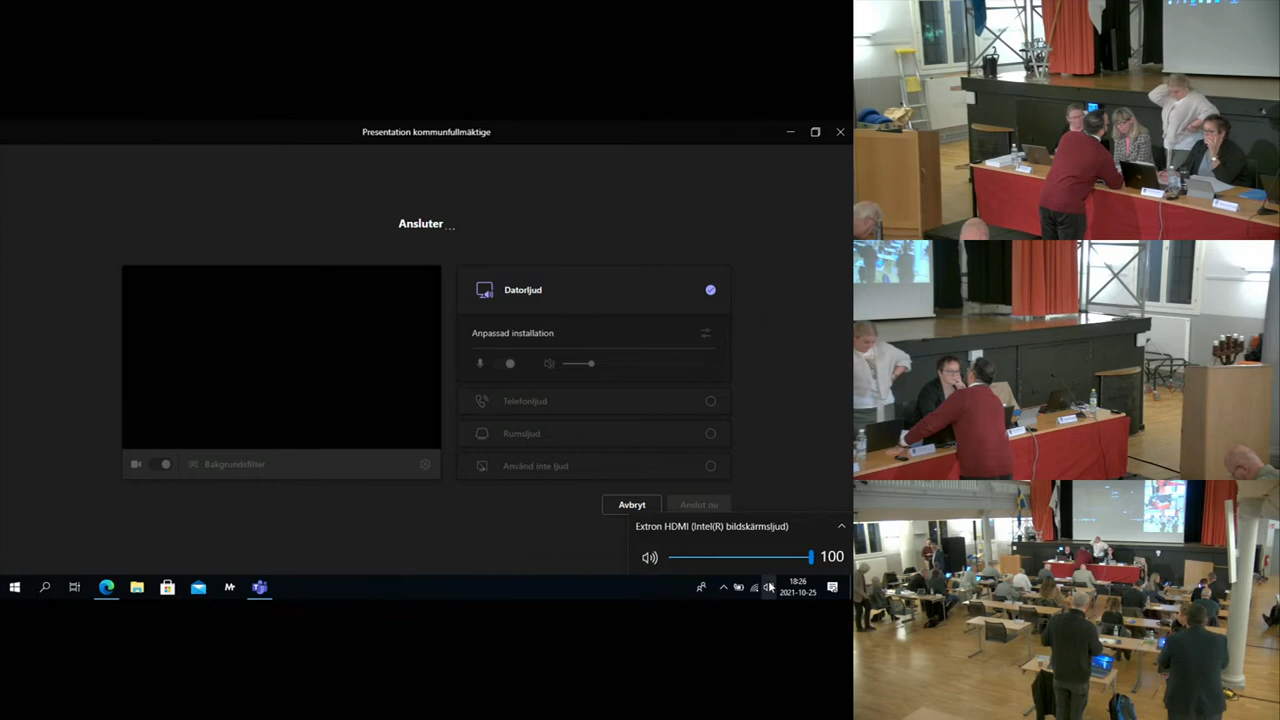 Presentation kommunfullmäktige
Ansluter...
Datorljud
Anpassad installation
Telefonljud
Rumsljud
Använd inte ljud
Bakgrundsfilter
Avbryt
Anslut nu
Extron HDMI (Intel(R) bildskärmsljud)
100
18:26
2021-10-25